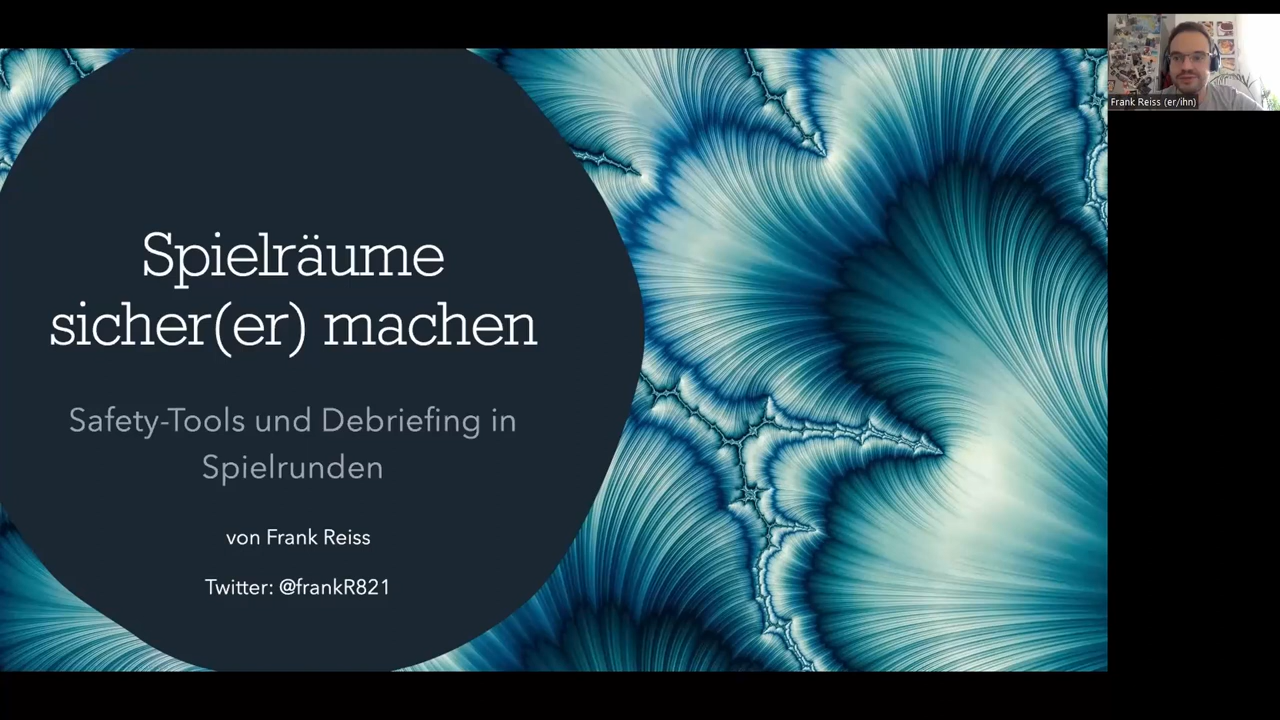 Spielräume
sicher(er) machen
Safety-Tools und Debriefing in
Spielrunden
von Frank Reiss
Twitter: @frankR821
Frank Reiss (er/ihn)